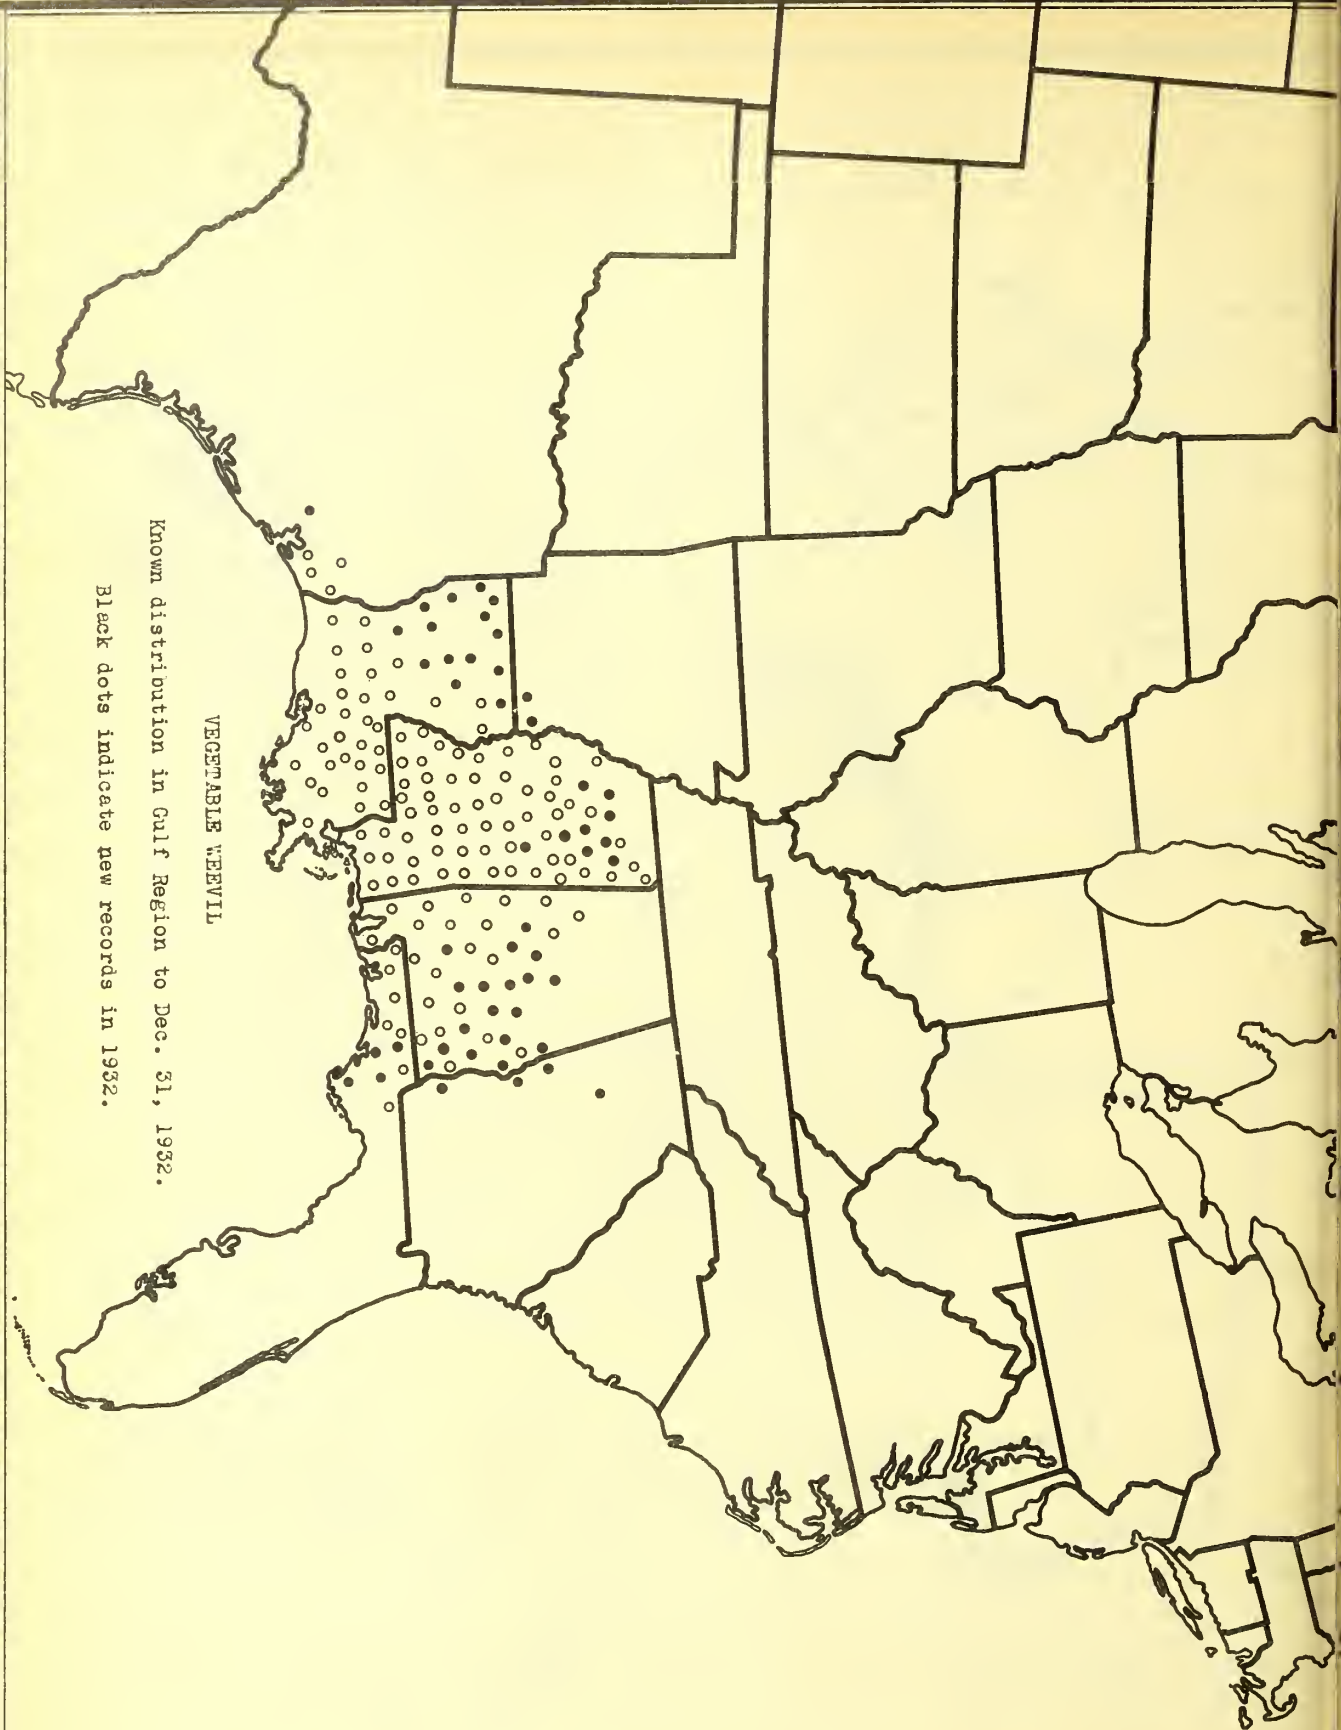 VEGETABLE WEEVIL
Known distribution in Gulf Region to Dec. 31, 1932.
Black dots indicate new records in 1932.